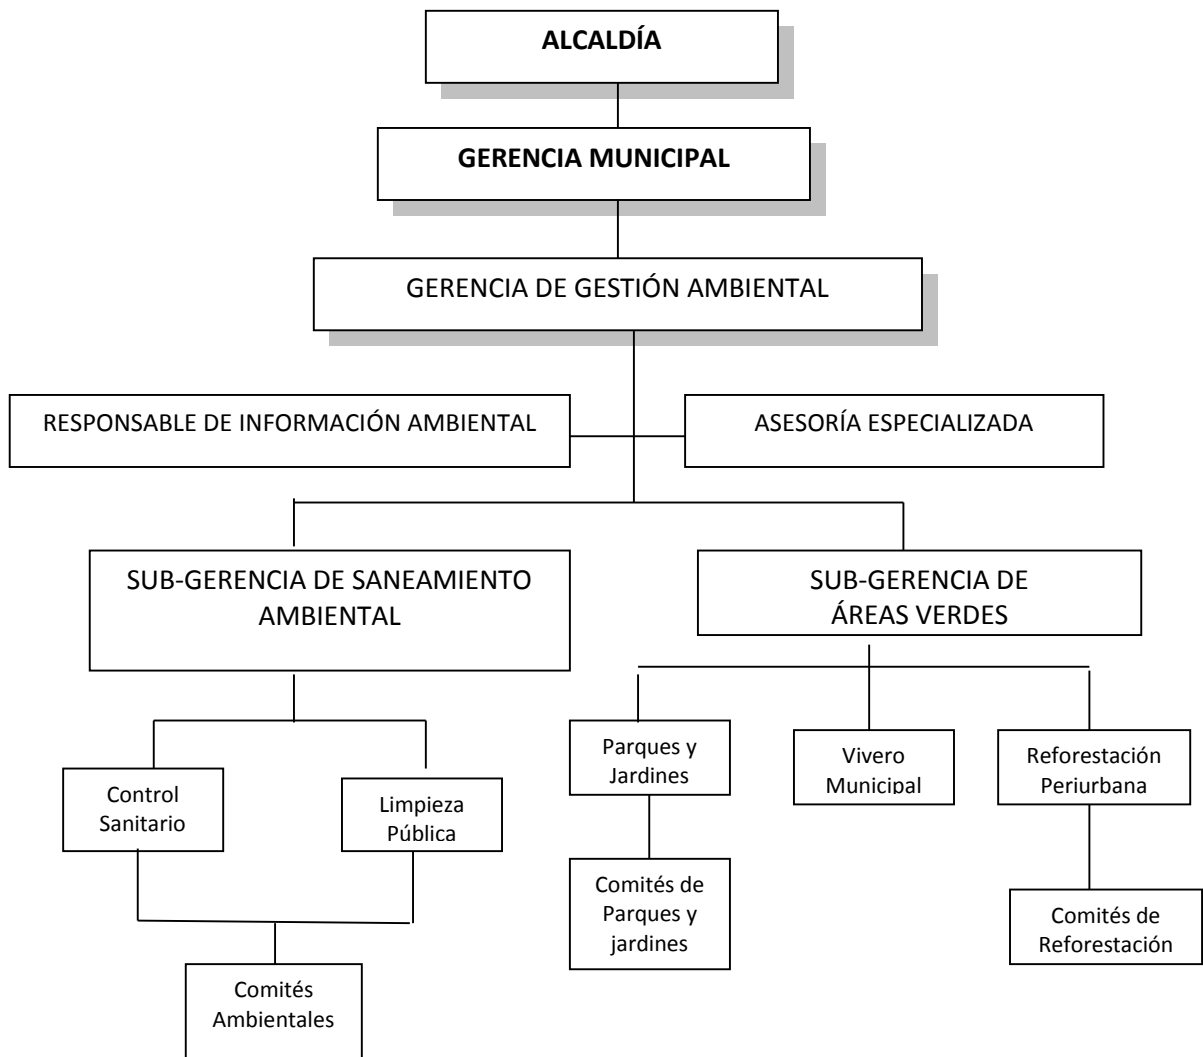 ALCALDÍA
GERENCIA MUNICIPAL
GERENCIA DE GESTIÓN AMBIENTAL
RESPONSABLE DE INFORMACIÓN AMBIENTAL
ASESORÍA ESPECIALIZADA
SUB-GERENCIA DE SANEAMIENTO
AMBIENTAL
SUB-GERENCIA DE
ÁREAS VERDES
Control
Sanitario
Limpieza
Pública
Parques y
Jardines
Vivero
Municipal
Reforestación
Periurbana
Comités
Ambientales
Comités de
Parques y
jardines
Comités de
Reforestación